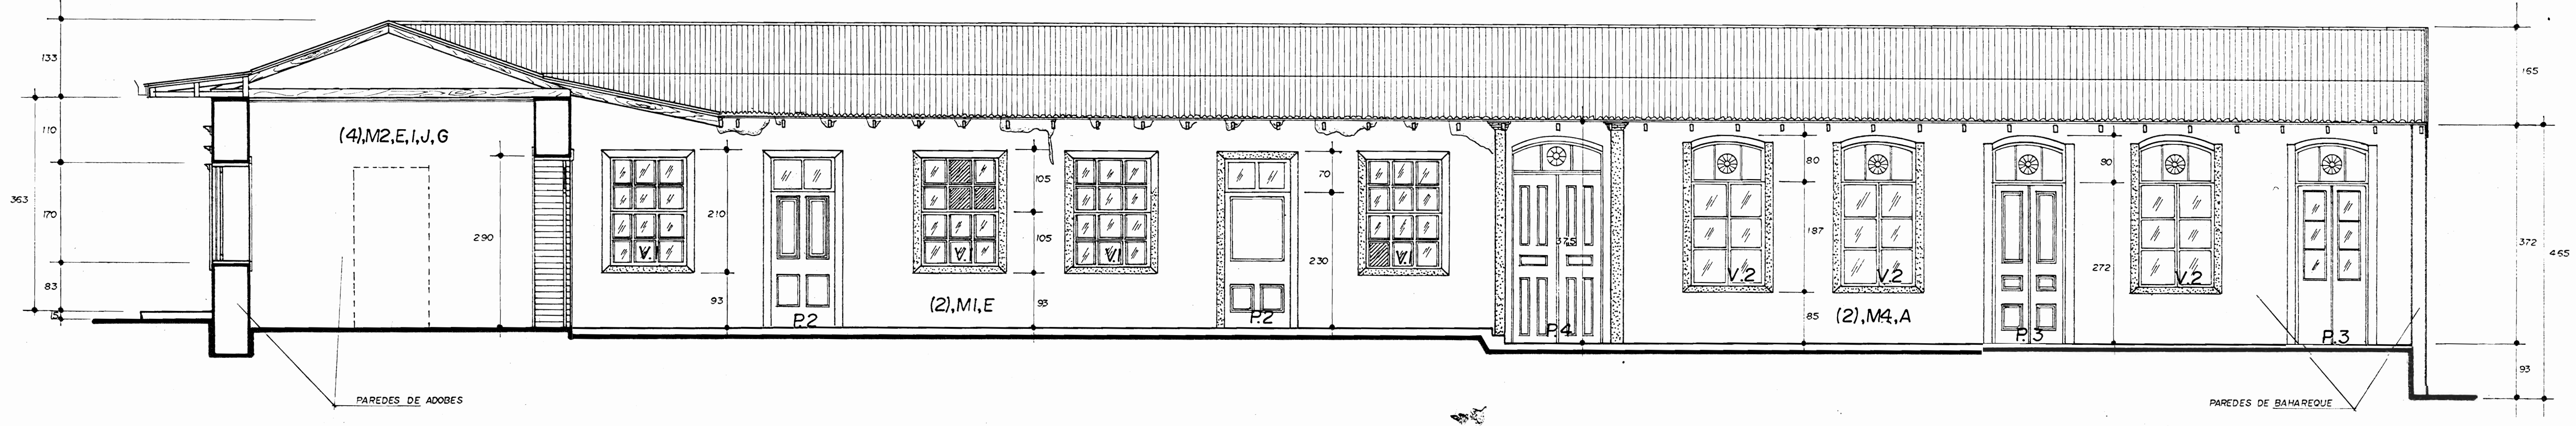 133
110
363
170
83
15
(4),M2,E,I,J,G
290
PAREDES DE ADOBES
V.1
210
93
P.2
V.1
(2),M1,E
105
105
93
V.1
P.2
70
230
V.1
375
P.4
V.2
80
187
85
V.2
(2),M4,A
P.3
90
272
V.2
P.3
PAREDES DE BAHAREQUE
165
372
465
93